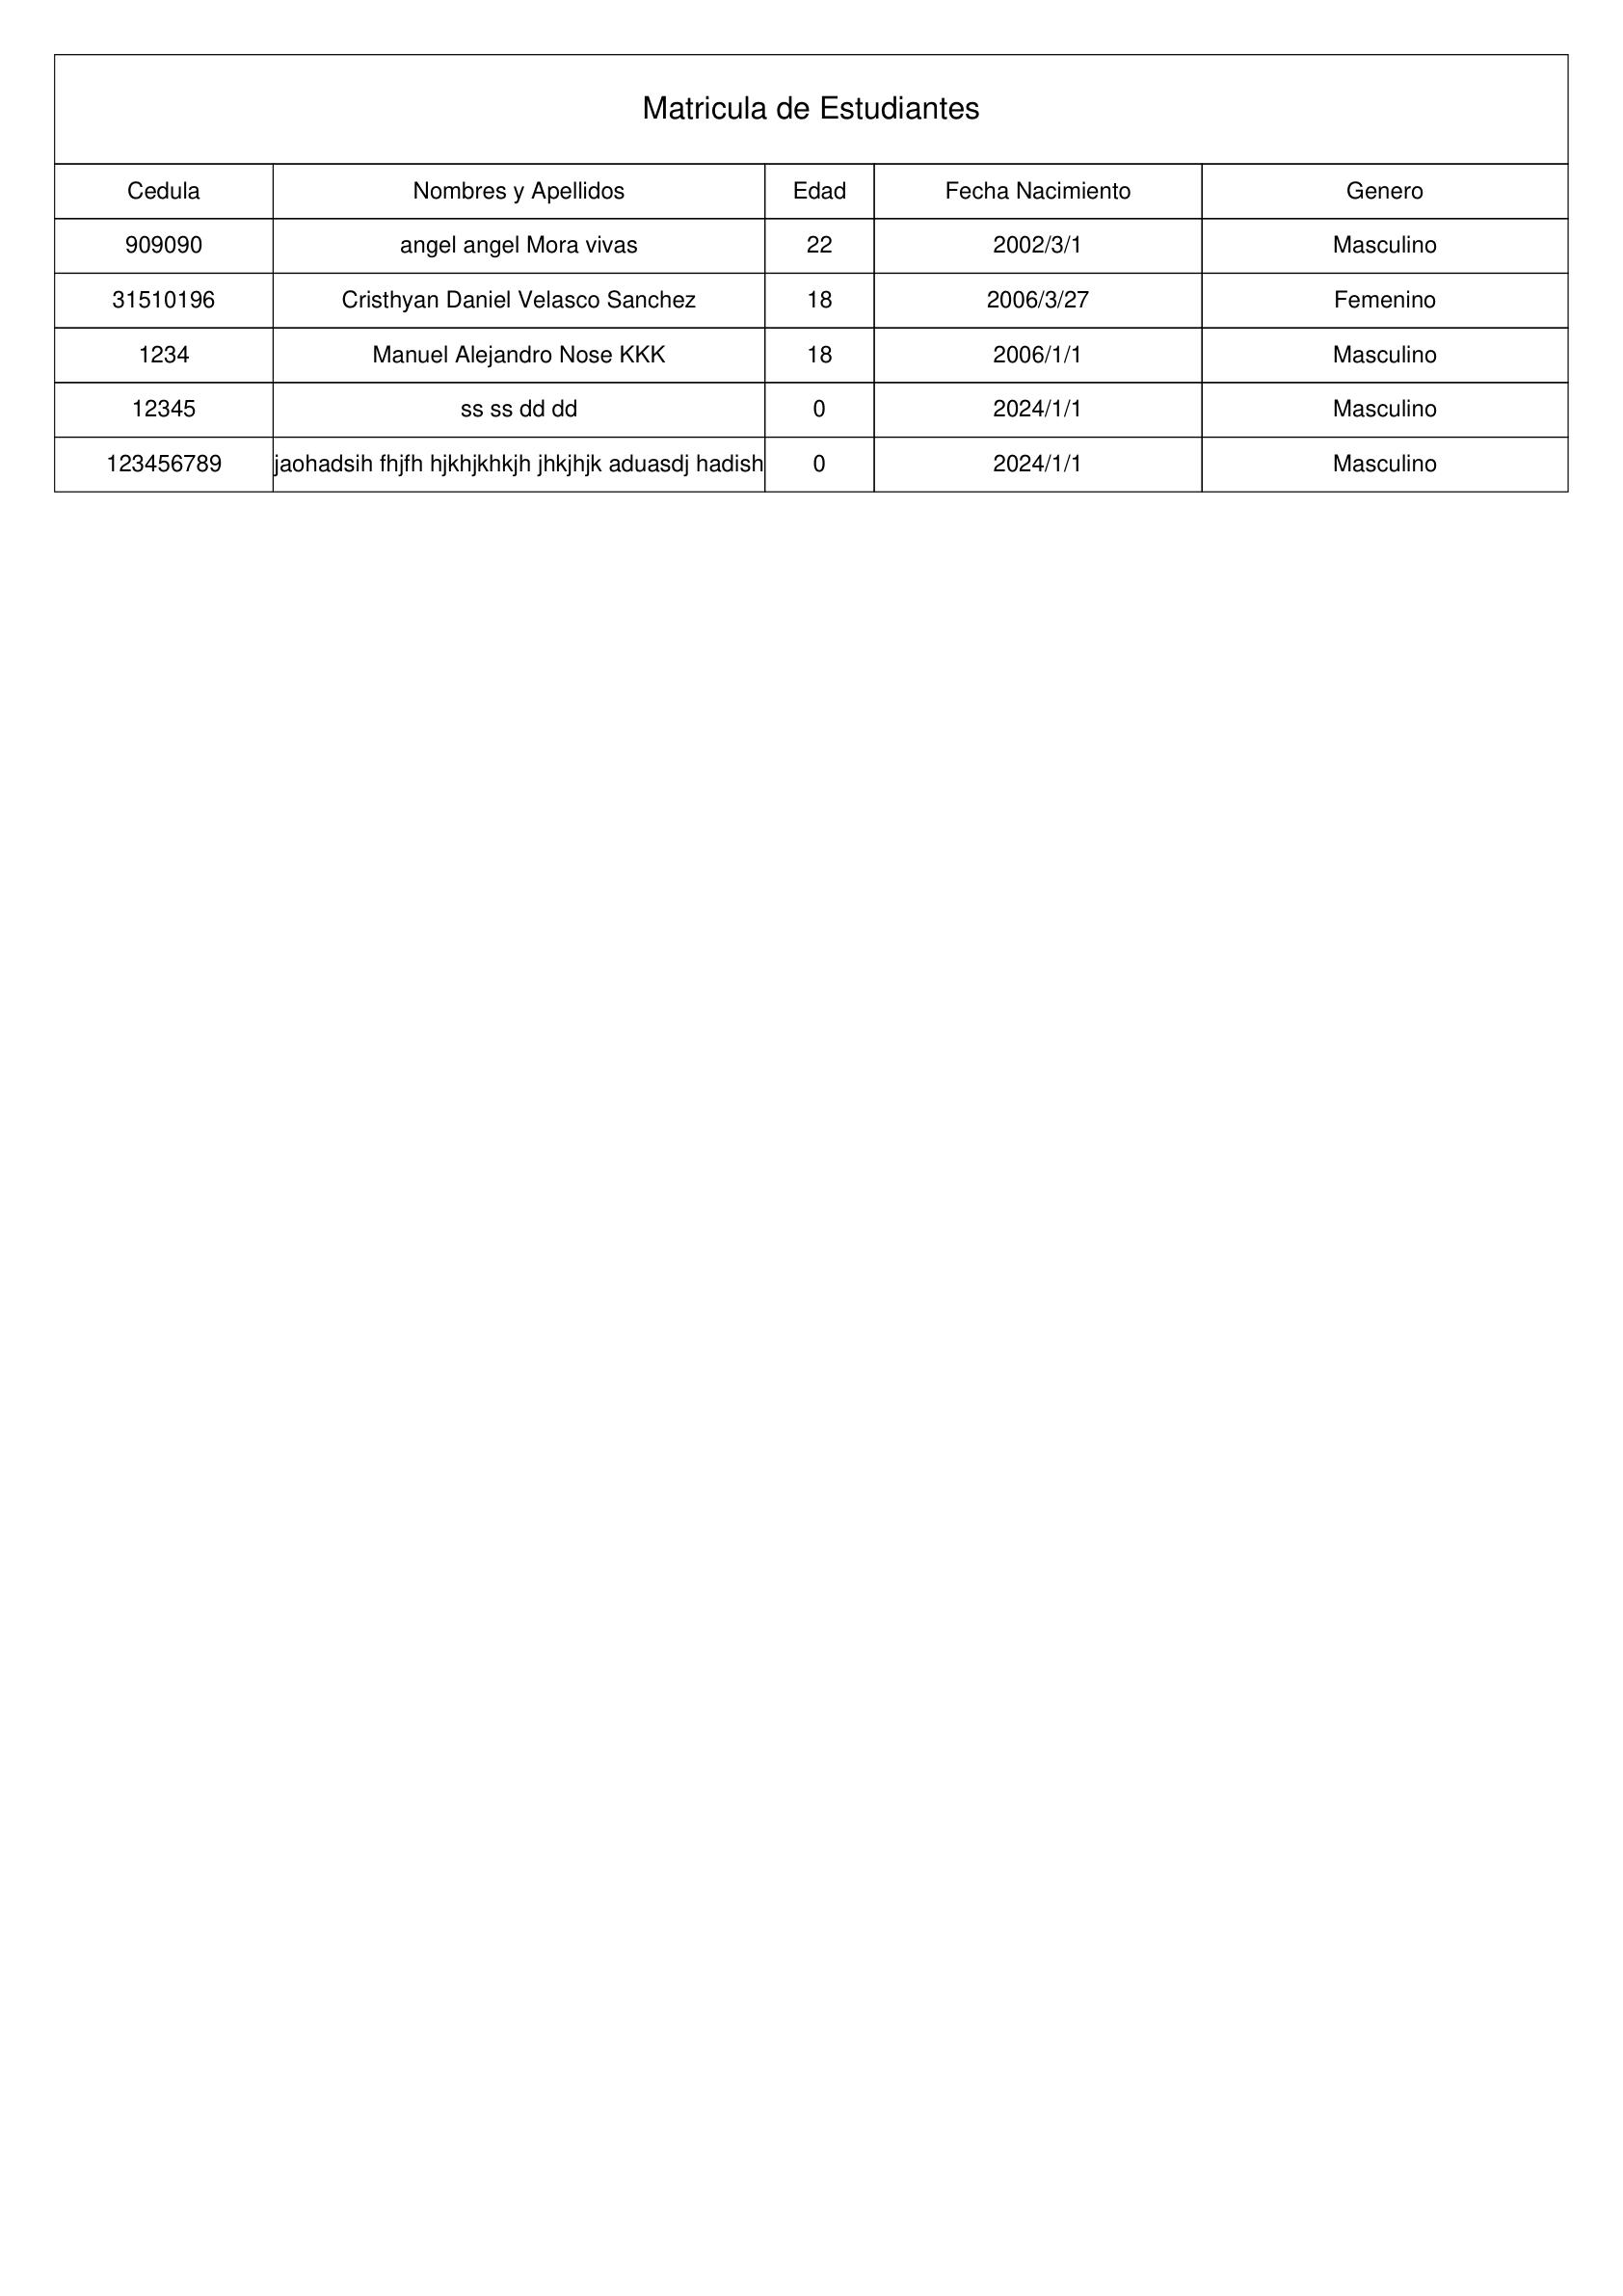 Matricula de Estudiantes
Cedula Nombres y Apellidos Edad Fecha Nacimiento Genero
909090 angel angel Mora vivas 22 2002/3/1 Masculino
31510196 Cristhyan Daniel Velasco Sanchez 18 2006/3/27 Femenino
1234 Manuel Alejandro Nose KKK 18 2006/1/1 Masculino
12345 ss ss dd dd 0 2024/1/1 Masculino
123456789 jaohadsih fhjfh hjkhjkhkjh jhkjhjk aduasdj hadish 0 2024/1/1 Masculino